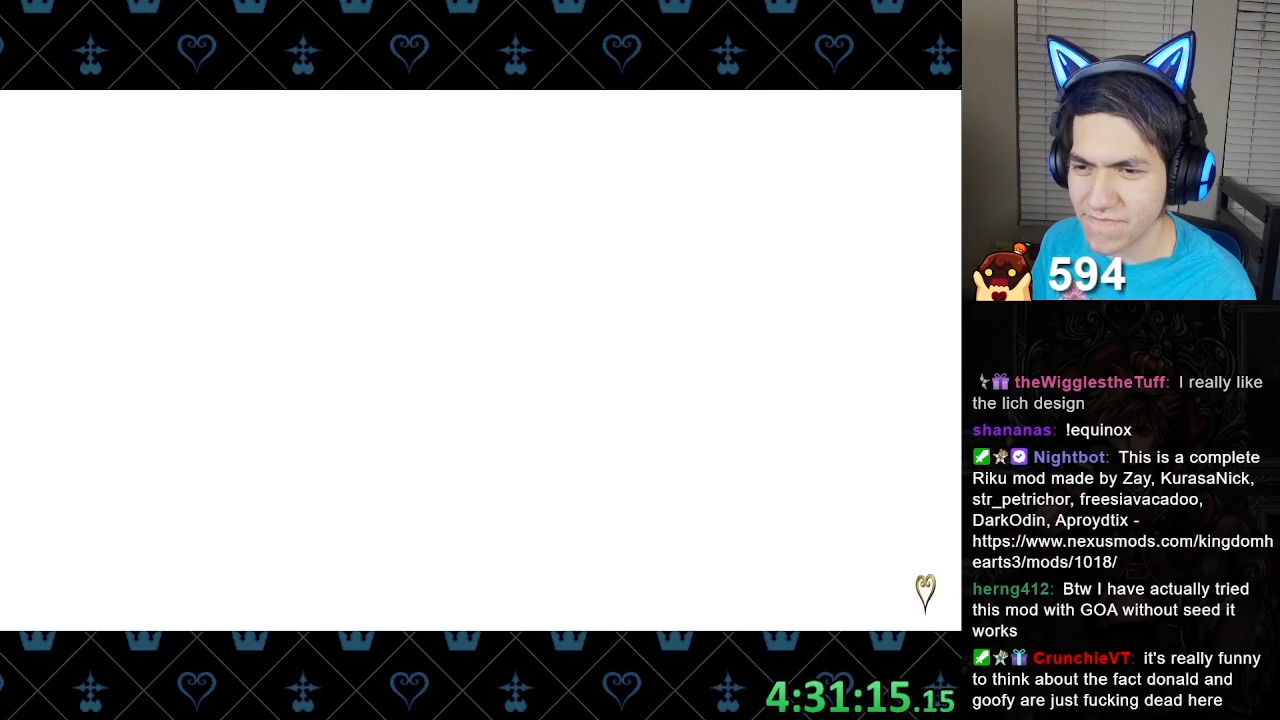 594
theWigglestheTuff: I really like
the lich design
shananas: !equinox
Nightbot: This is a complete
Riku mod made by Zay, KurasaNick,
str_petrichor, freesiavacadoo,
DarkOdin, Aproydtix -
https://www.nexusmods.com/kingdomh
earts3/mods/1018/
herng412: Btw I have actually tried
this mod with GOA without seed it
works
CrunchieVT: it's really funny
to think about the fact donald and
goofy are just fucking dead here
4:31:15.15